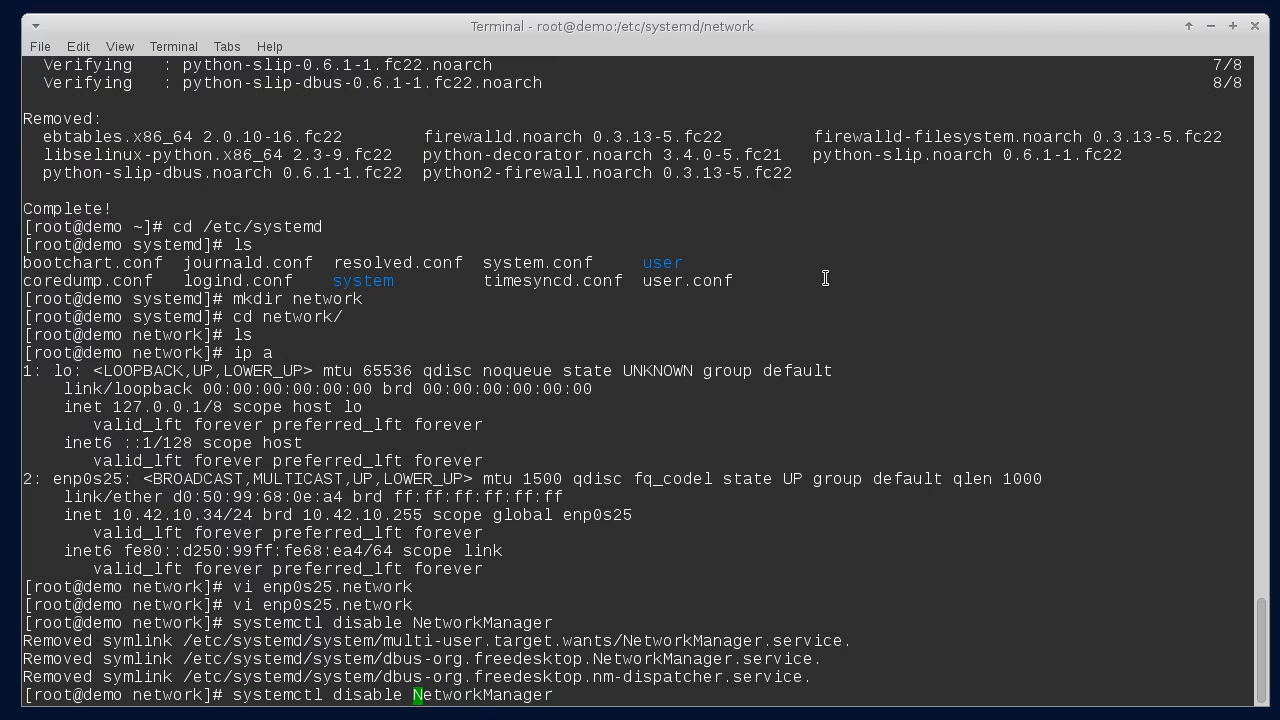 Terminal - root@demo:/etc/systemd/network
File Edit View Terminal Tabs Help
Verifying : python-slip-0.6.1-1.fc22.noarch 7/8
Verifying : python-slip-dbus-0.6.1-1.fc22.noarch 8/8
Removed:
ebtables.x86_64 2.0.10-16.fc22 firewalld.noarch 0.3.13-5.fc22 firewalld-filesystem.noarch 0.3.13-5.fc22
libselinux-python.x86_64 2.3-9.fc22 python-decorator.noarch 3.4.0-5.fc21 python-slip.noarch 0.6.1-1.fc22
python-slip-dbus.noarch 0.6.1-1.fc22 python2-firewall.noarch 0.3.13-5.fc22
Complete!
[root@demo ~]# cd /etc/systemd
[root@demo systemd]# ls
bootchart.conf journald.conf resolved.conf system.conf user
coredump.conf logind.conf system timesyncd.conf user.conf
[root@demo systemd]# mkdir network
[root@demo systemd]# cd network/
[root@demo network]# ls
[root@demo network]# ip a
1: lo: <LOOPBACK,UP,LOWER_UP> mtu 65536 qdisc noqueue state UNKNOWN group default
link/loopback 00:00:00:00:00:00 brd 00:00:00:00:00:00
inet 127.0.0.1/8 scope host lo
valid_lft forever preferred_lft forever
inet6 ::1/128 scope host
valid_lft forever preferred_lft forever
2: enp0s25: <BROADCAST,MULTICAST,UP,LOWER_UP> mtu 1500 qdisc fq_codel state UP group default qlen 1000
link/ether d0:50:99:68:0e:a4 brd ff:ff:ff:ff:ff:ff
inet 10.42.10.34/24 brd 10.42.10.255 scope global enp0s25
valid_lft forever preferred_lft forever
inet6 fe80::d250:99ff:fe68:ea4/64 scope link
valid_lft forever preferred_lft forever
[root@demo network]# vi enp0s25.network
[root@demo network]# vi enp0s25.network
[root@demo network]# systemctl disable NetworkManager
Removed symlink /etc/systemd/system/multi-user.target.wants/NetworkManager.service.
Removed symlink /etc/systemd/system/dbus-org.freedesktop.NetworkManager.service.
Removed symlink /etc/systemd/system/dbus-org.freedesktop.nm-dispatcher.service.
[root@demo network]# systemctl disable NetworkManager